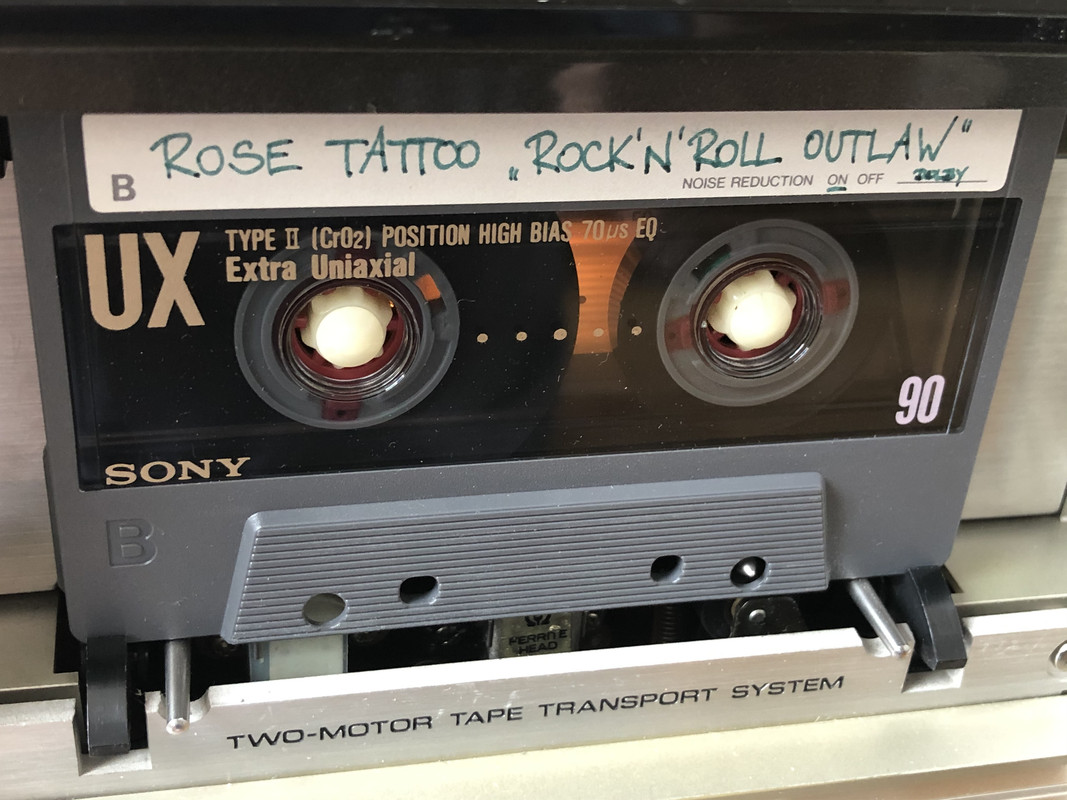 ROSE TATTOO „ROCK'N'ROLL OUTLAW"
B NOISE REDUCTION ON OFF DOLBY
UX TYPE II (CrO2) POSITION HIGH BIAS 70µs EQ
Extra Uniaxial
90
SONY
B
FERRITE
HEAD
TWO-MOTOR TAPE TRANSPORT SYSTEM